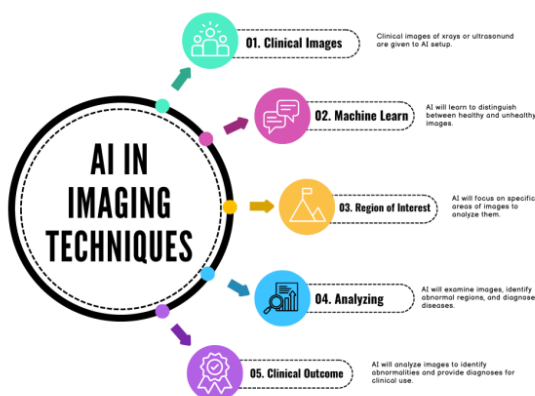 AI IN
IMAGING
TECHNIQUES
01. Clinical Images
Clinical images of xrays or ultrasonund
are given to AI setup.
02. Machine Learn
AI will learn to distinguish
between healthy and unhealthy
images.
03. Region of Interest
AI will focus on specific
areas of images to
analyze them.
04. Analyzing
AI will examine images, identify
abnormal regions, and diagnose
diseases.
05. Clinical Outcome
AI will analyze images to identify
abnormalities and provide diagnoses for
clinical use.